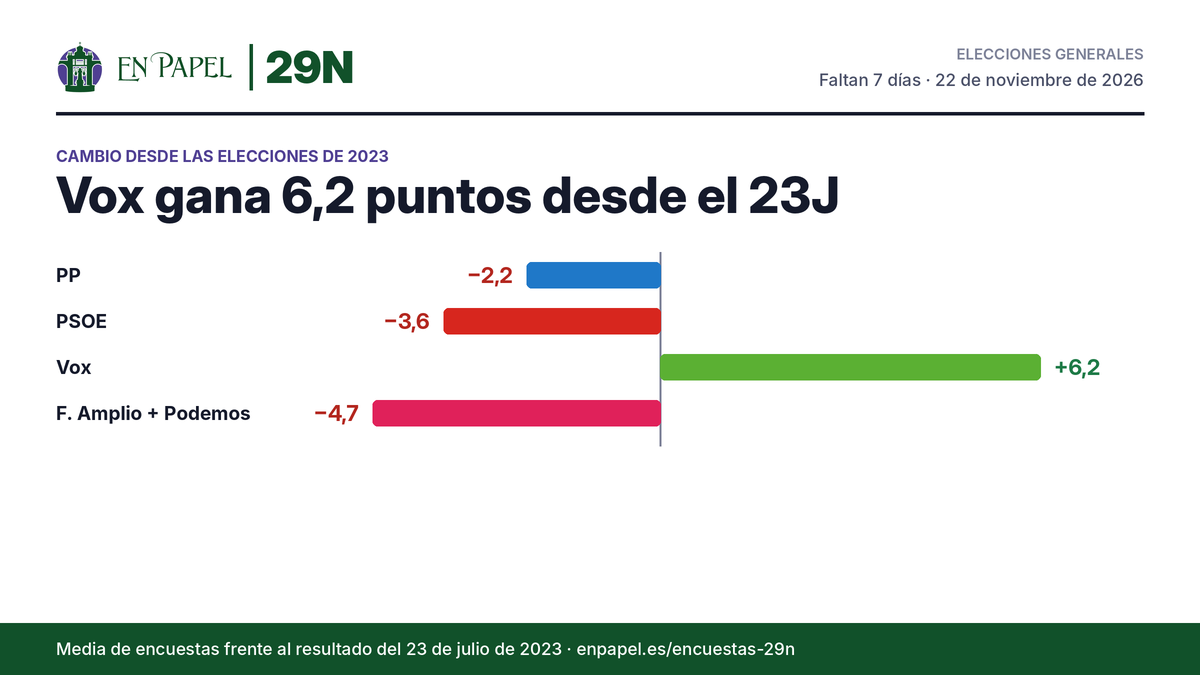 EN PAPEL | 29N
ELECCIONES GENERALES
Faltan 7 días · 22 de noviembre de 2026
CAMBIO DESDE LAS ELECCIONES DE 2023
Vox gana 6,2 puntos desde el 23J
PP −2,2
PSOE −3,6
Vox +6,2
F. Amplio + Podemos −4,7
Media de encuestas frente al resultado del 23 de julio de 2023 · enpapel.es/encuestas-29n